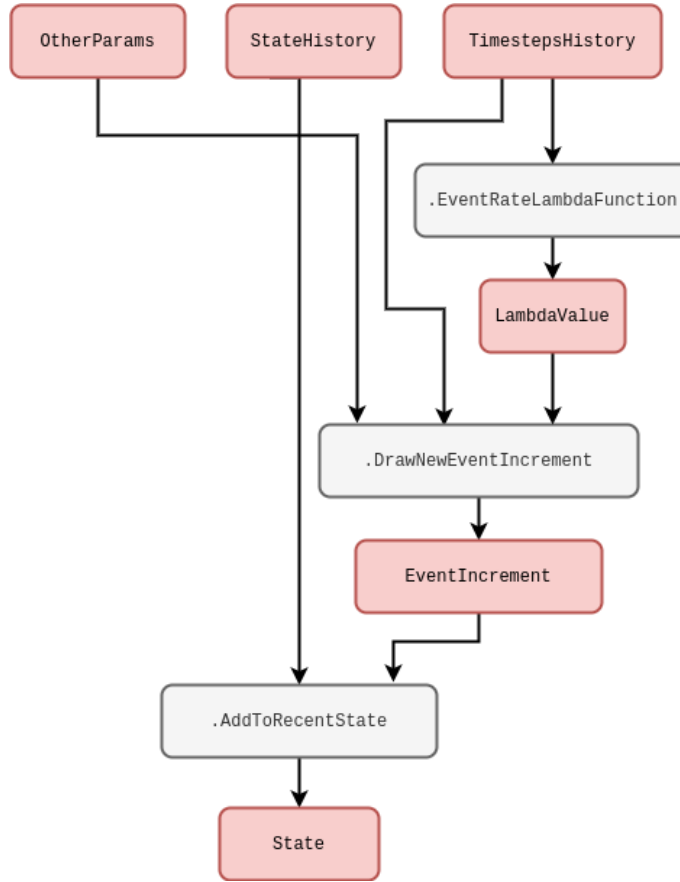 OtherParams
StateHistory
TimestepsHistory
.EventRateLambdaFunction
LambdaValue
.DrawNewEventIncrement
EventIncrement
.AddToRecentState
State